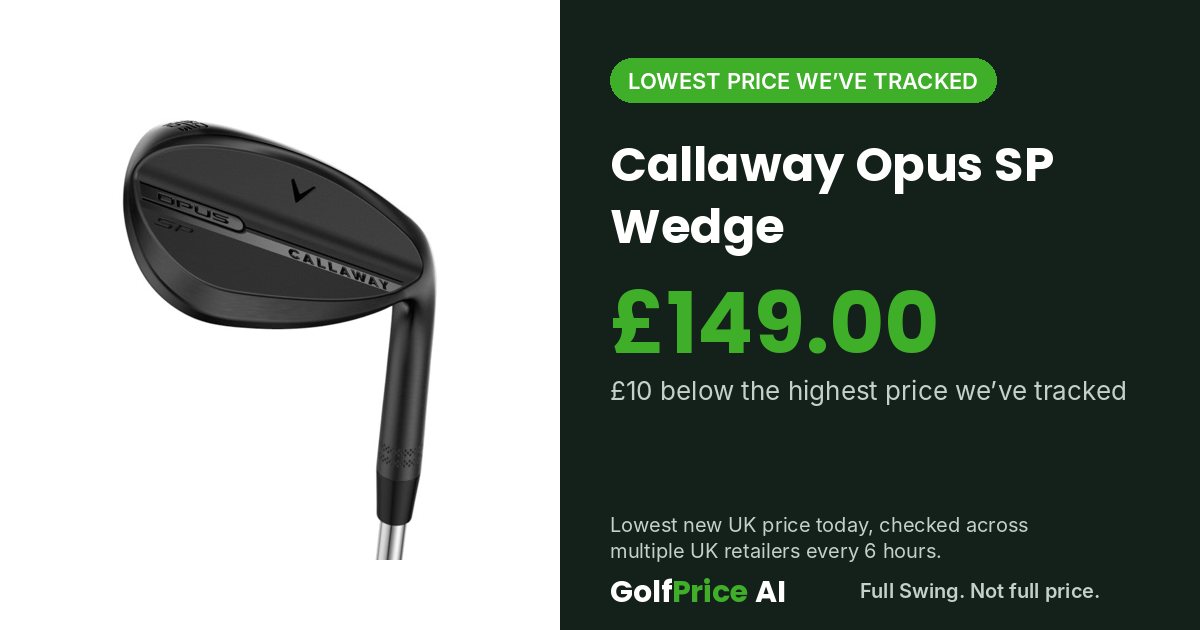 OPUS
SP
CALLAWAY
LOWEST PRICE WE’VE TRACKED
Callaway Opus SP
Wedge
£149.00
£10 below the highest price we’ve tracked
Lowest new UK price today, checked across
multiple UK retailers every 6 hours.
GolfPrice AI
Full Swing. Not full price.